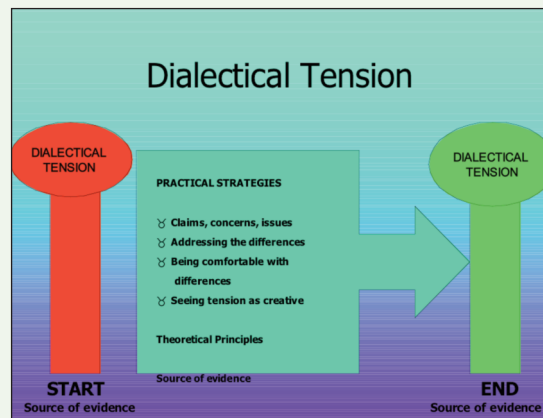 Dialectical Tension
DIALECTICAL
TENSION
PRACTICAL STRATEGIES
♉ Claims, concerns, issues
♉ Addressing the differences
♉ Being comfortable with
differences
♉ Seeing tension as creative
Theoretical Principles
Source of evidence
DIALECTICAL
TENSION
START
Source of evidence
END
Source of evidence